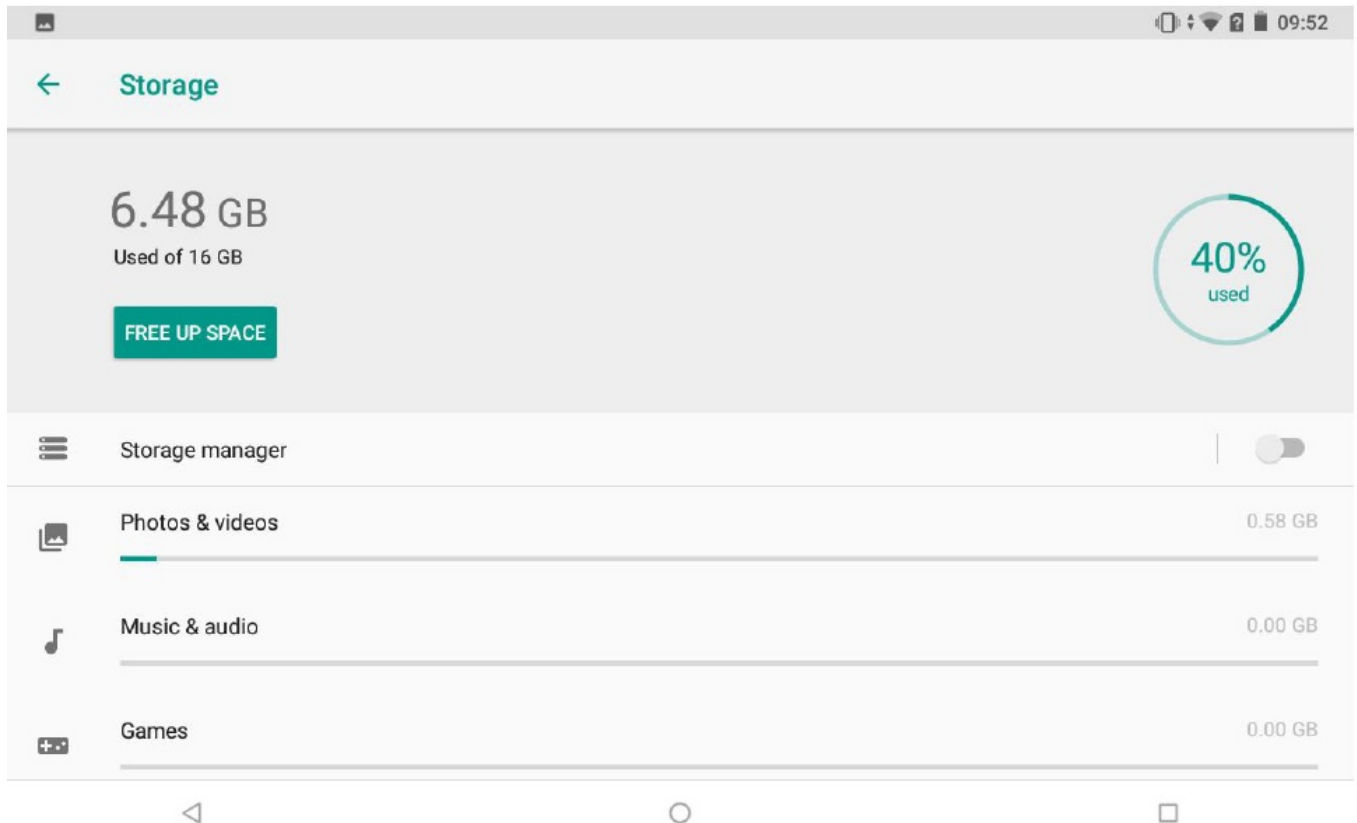 09:52
Storage
6.48 GB
Used of 16 GB
40%
used
FREE UP SPACE
Storage manager
Photos & videos 0.58 GB
Music & audio 0.00 GB
Games 0.00 GB